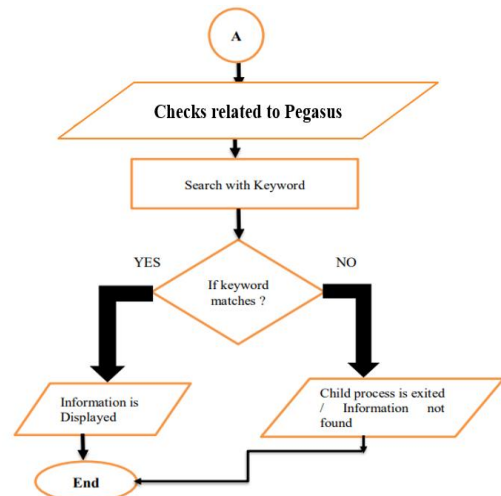 A
Checks related to Pegasus
Search with Keyword
If keyword
matches ?
YES
NO
Information is
Displayed
Child process is exited
/ Information not
found
End